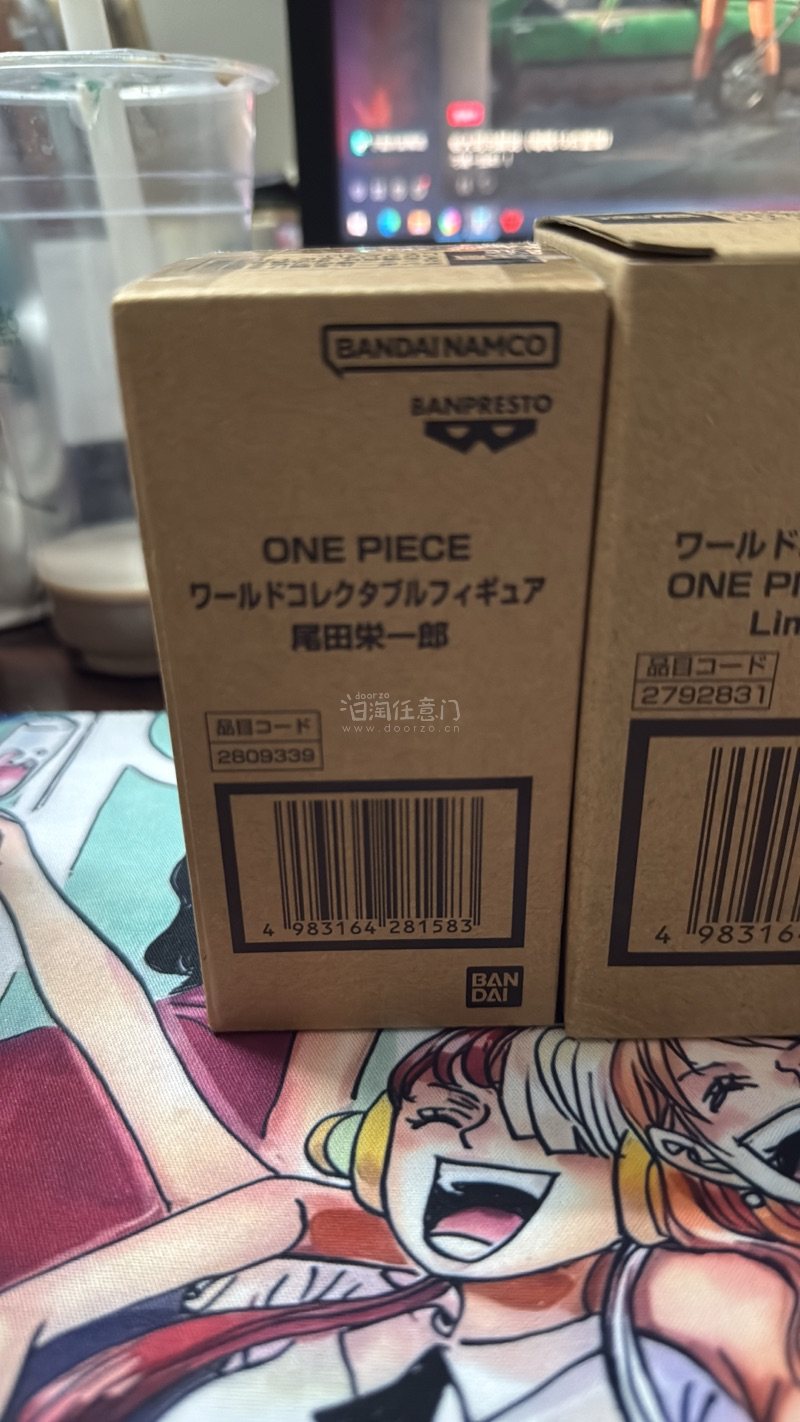 BANDAI NAMCO
BANPRESTO
ONE PIECE
ワールドコレクタブルフィギュア
尾田栄一郎
品目コード
2809339
4 983164 281583
BAN
DAI
doorzo
日淘任意门
www.doorzo.cn
ワールド
ONE PI
Lin
品目コード
2792831
4 98316